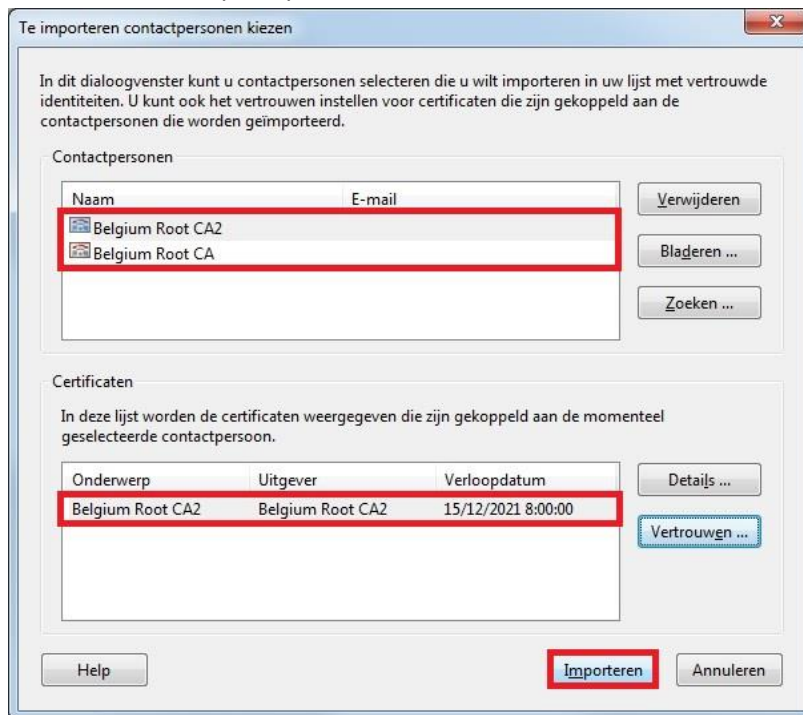 Te importeren contactpersonen kiezen
In dit dialoogvenster kunt u contactpersonen selecteren die u wilt importeren in uw lijst met vertrouwde
identiteiten. U kunt ook het vertrouwen instellen voor certificaten die zijn gekoppeld aan de
contactpersonen die worden geïmporteerd.
Contactpersonen
Naam E-mail
Verwijderen
Belgium Root CA2
Belgium Root CA
Bladeren ...
Zoeken ...
Certificaten
In deze lijst worden de certificaten weergegeven die zijn gekoppeld aan de momenteel
geselecteerde contactpersoon.
Onderwerp Uitgever Verloopdatum
Details ...
Belgium Root CA2 Belgium Root CA2 15/12/2021 8:00:00
Vertrouwen ...
Help Importeren Annuleren